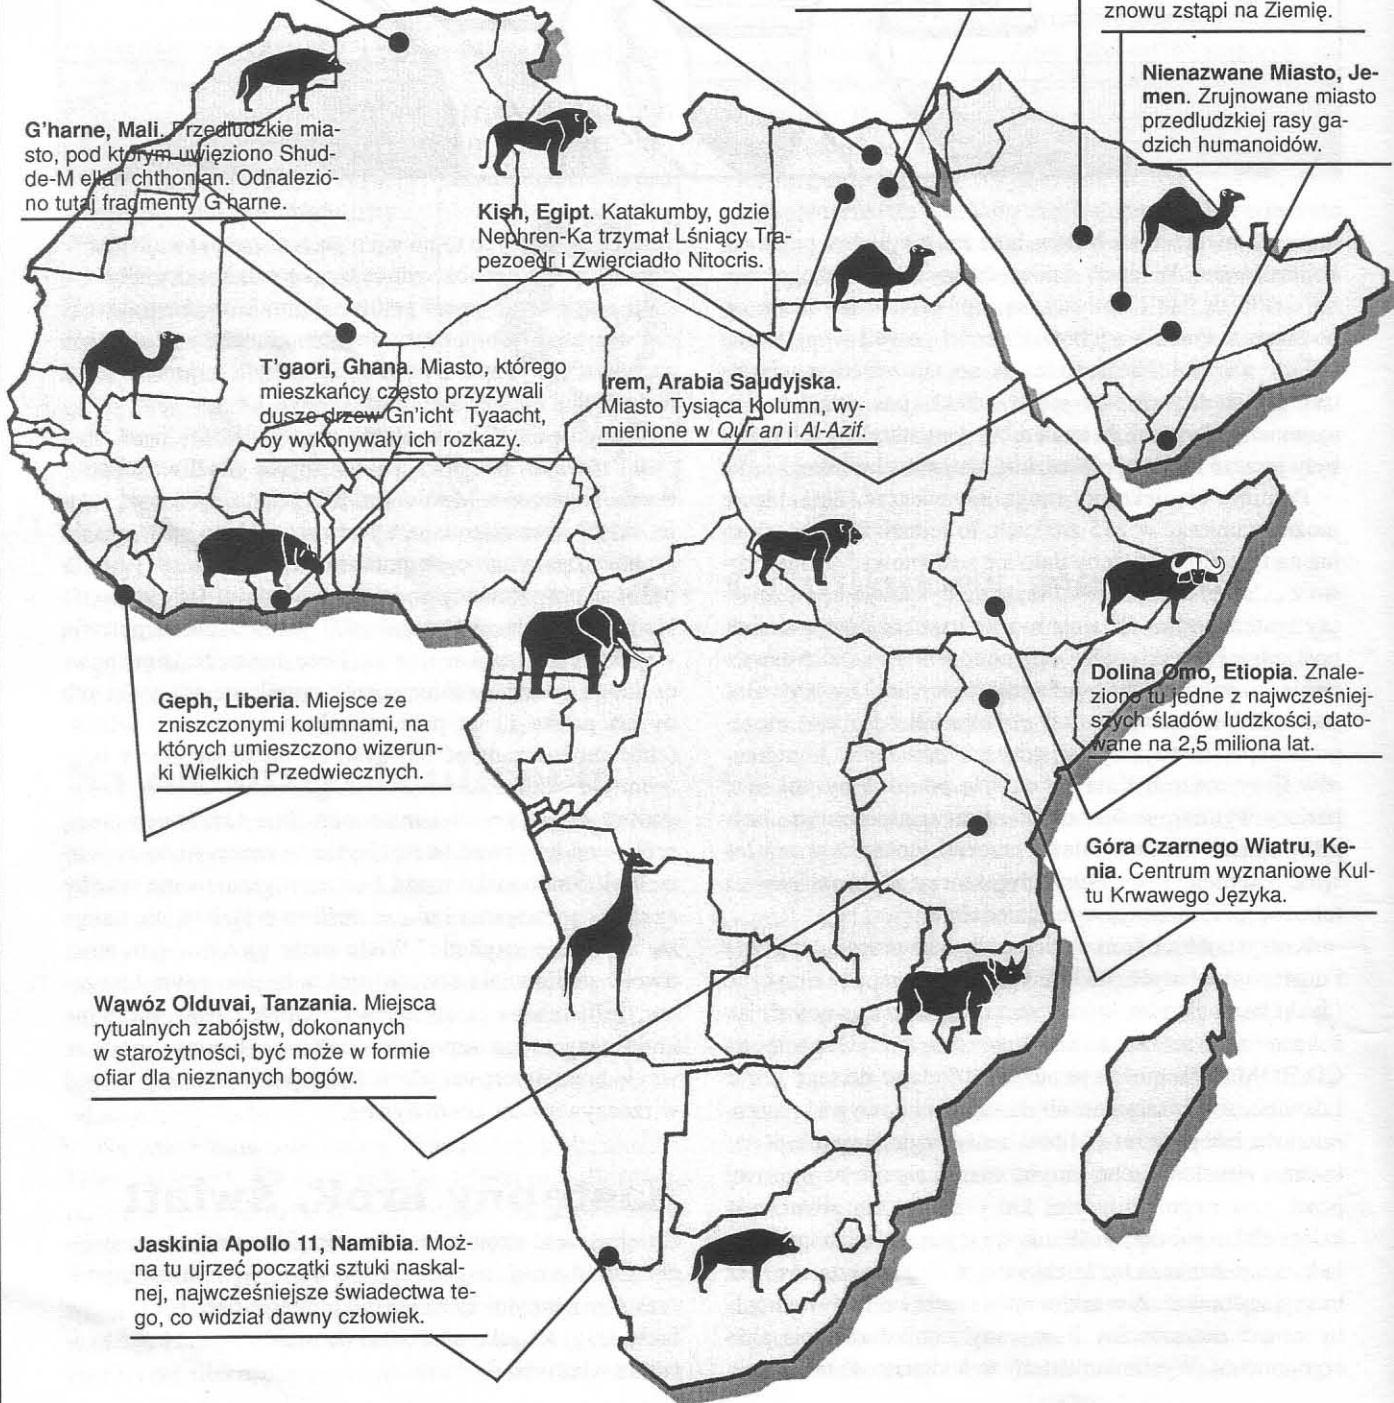 znowu zstąpi na Ziemię.
Nienazwane Miasto, Je-
men. Zrujnowane miasto
przedludzkiej rasy ga-
dzich humanoidów.
G'harne, Mali. Przedludzkie mia-
sto, pod którym uwięziono Shud-
de-M'ella i chthonian. Odnalezio-
no tutaj fragmenty G'harne.
Kish, Egipt. Katakumby, gdzie
Nephren-Ka trzymał Lśniący Tra-
pezoedr i Zwierciadło Nitocris.
T'gaori, Ghana. Miasto, którego
mieszkańcy często przyzywali
dusze drzew Gn'icht' Tyaacht,
by wykonywały ich rozkazy.
Irem, Arabia Saudyjska.
Miasto Tysiąca Kolumn, wy-
mienione w Qur'an i Al-Azif.
Geph, Liberia. Miejsce ze
zniszczonymi kolumnami, na
których umieszczono wizerun-
ki Wielkich Przedwiecznych.
Dolina Omo, Etiopia. Znale-
ziono tu jedne z najwcześniej-
szych śladów ludzkości, dato-
wane na 2,5 miliona lat.
Góra Czarnego Wiatru, Ke-
nia. Centrum wyznaniowe Kul-
tu Krwawego Języka.
Wąwóz Olduvai, Tanzania. Miejsca
rytualnych zabójstw, dokonanych
w starożytności, być może w formie
ofiar dla nieznanych bogów.
Jaskinia Apollo 11, Namibia. Moż-
na tu ujrzeć początki sztuki naskal-
nej, najwcześniejsze świadectwa te-
go, co widział dawny człowiek.